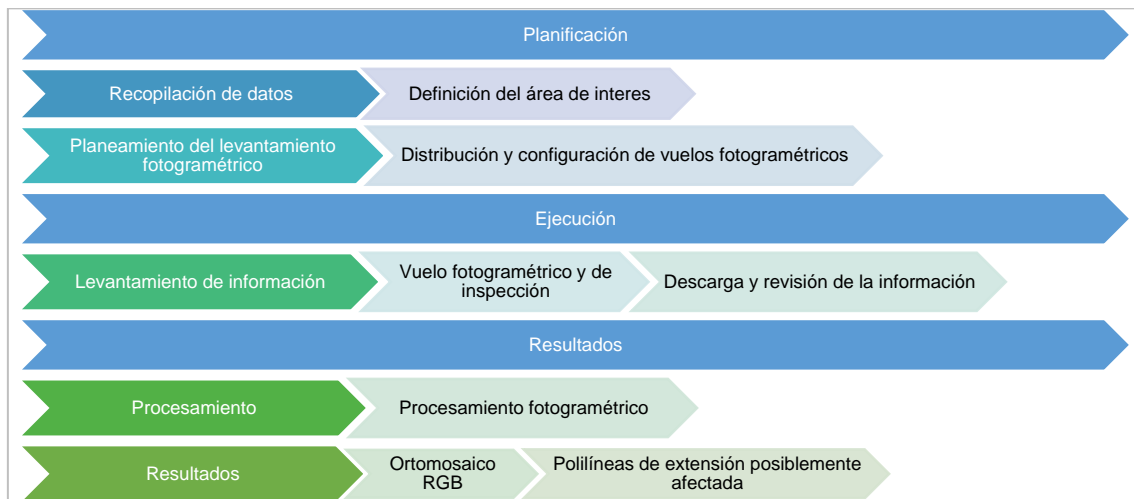 Planificación
Recopilación de datos
Definición del área de interes
Planeamiento del levantamiento
fotogramétrico
Distribución y configuración de vuelos fotogramétricos
Ejecución
Levantamiento de información
Vuelo fotogramétrico y de
inspección
Descarga y revisión de la información
Resultados
Procesamiento
Procesamiento fotogramétrico
Resultados
Ortomosaico
RGB
Polilíneas de extensión posiblemente
afectada